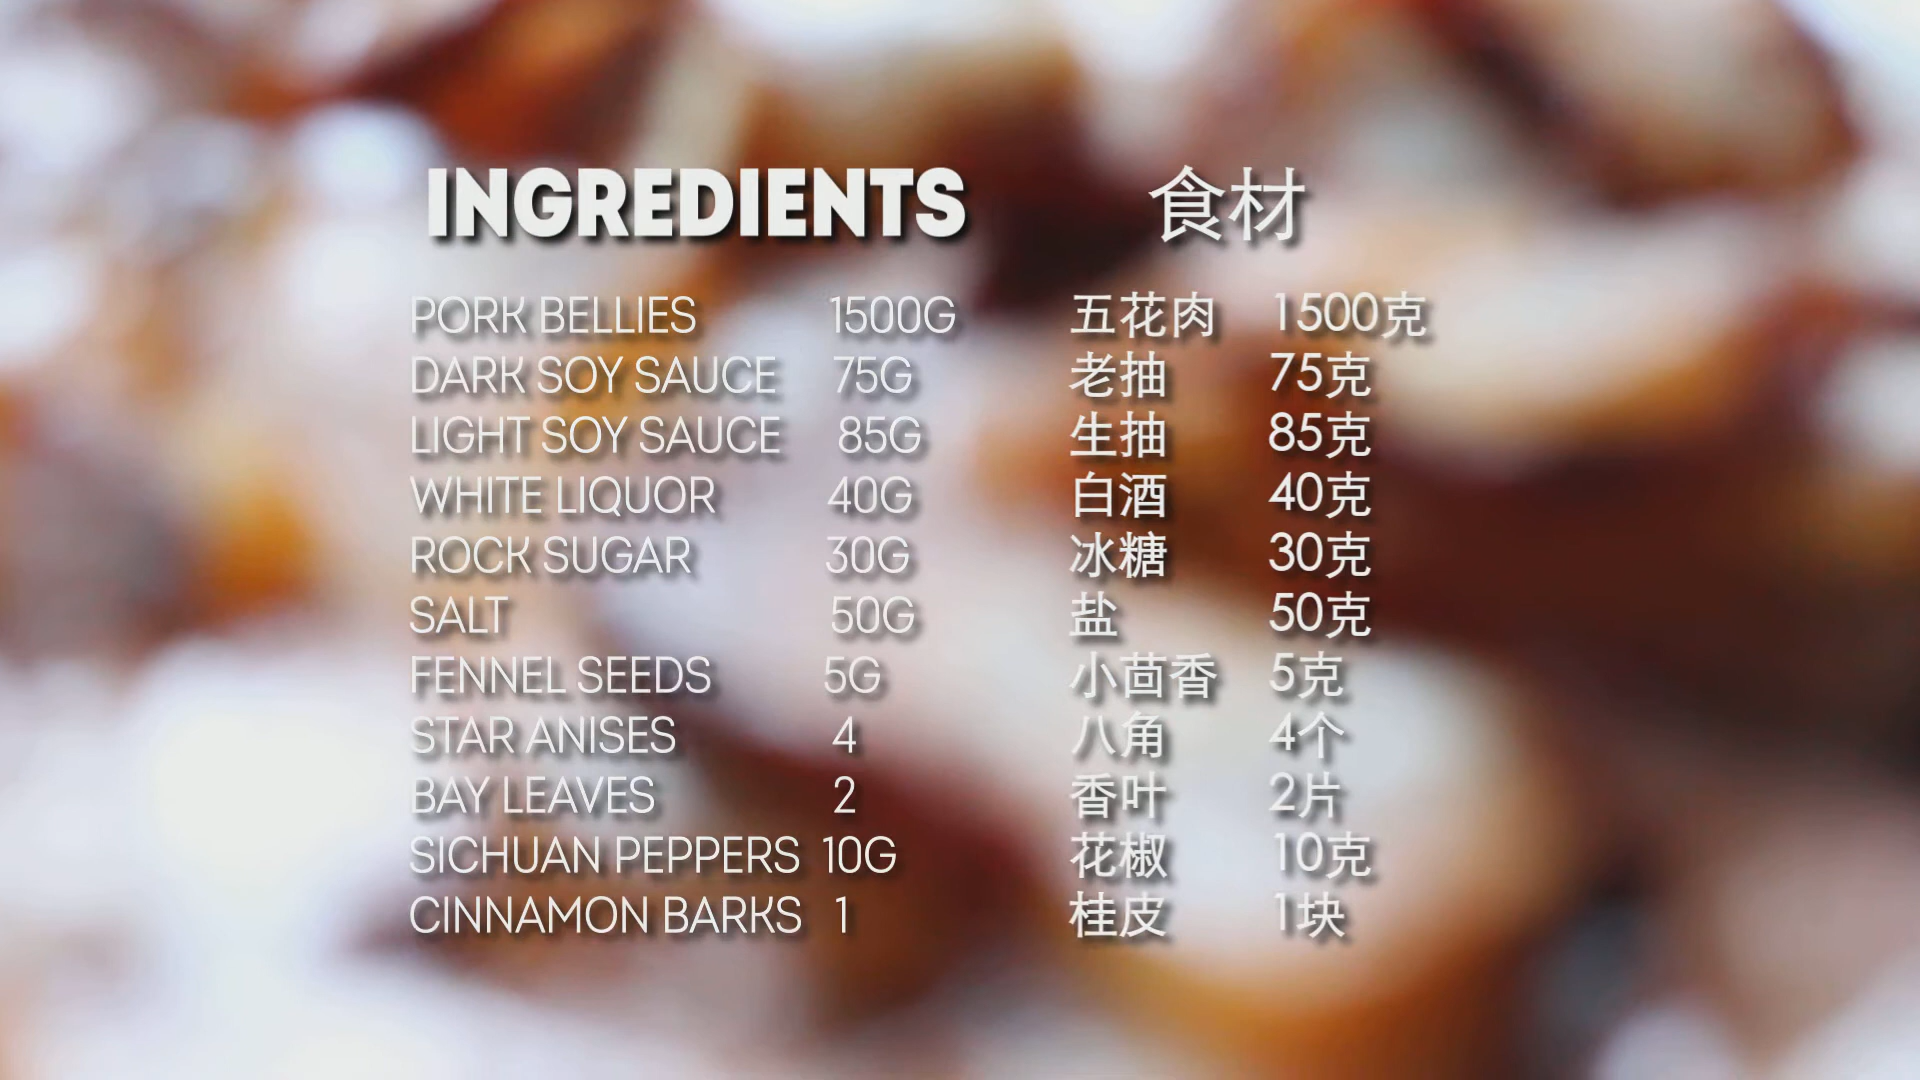 INGREDIENTS 食材
PORK BELLIES 1500G 五花肉 1500克
DARK SOY SAUCE 75G 老抽 75克
LIGHT SOY SAUCE 85G 生抽 85克
WHITE LIQUOR 40G 白酒 40克
ROCK SUGAR 30G 冰糖 30克
SALT 50G 盐 50克
FENNEL SEEDS 5G 小茴香 5克
STAR ANISES 4 八角 4个
BAY LEAVES 2 香叶 2片
SICHUAN PEPPERS 10G 花椒 10克
CINNAMON BARKS 1 桂皮 1块